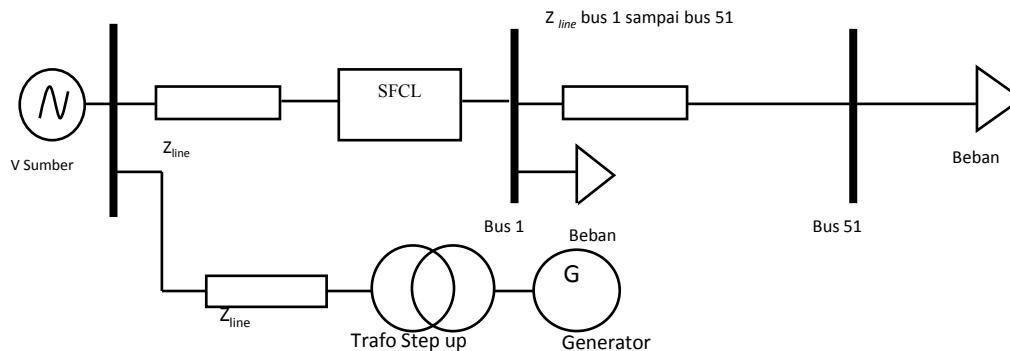 Z line bus 1 sampai bus 51
SFCL
V Sumber
Zline
Beban
Bus 1
Bus 51
Beban
G
Zline
Trafo Step up
Generator